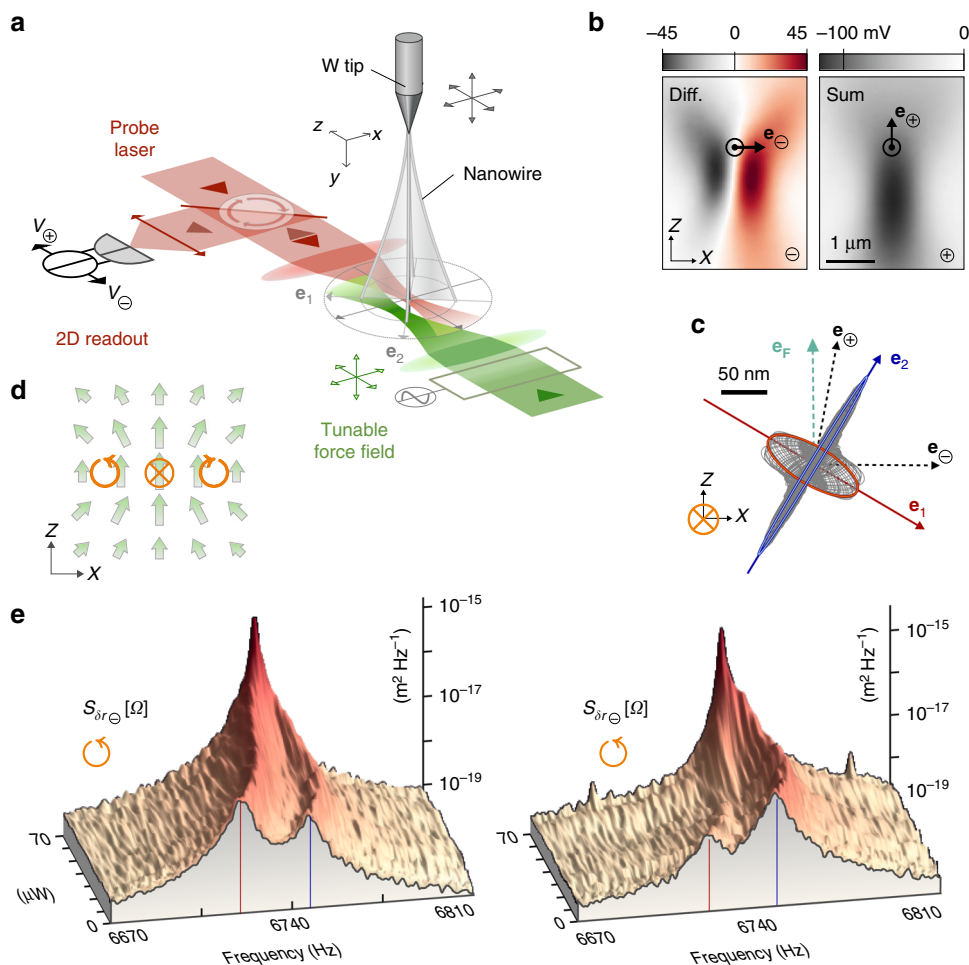 a
W tip
z
x
y
Probe
laser
Nanowire
V⊕
V⊖
e1
e2
2D readout
Tunable
force field
b
−45
0
45
−100 mV
0
Diff.
Sum
e⊖
e⊕
Z
X
1 μm
⊖
⊕
c
50 nm
eF
e⊕
e2
e⊖
e1
Z
X
d
Z
X
e
Sδr⊖ [Ω]
10−15
(m2 Hz−1)
10−17
10−19
70
(μW)
0
6670
6740
6810
Frequency (Hz)
Sδr⊖ [Ω]
10−15
(m2 Hz−1)
10−17
10−19
70
0
6670
6740
6810
Frequency (Hz)